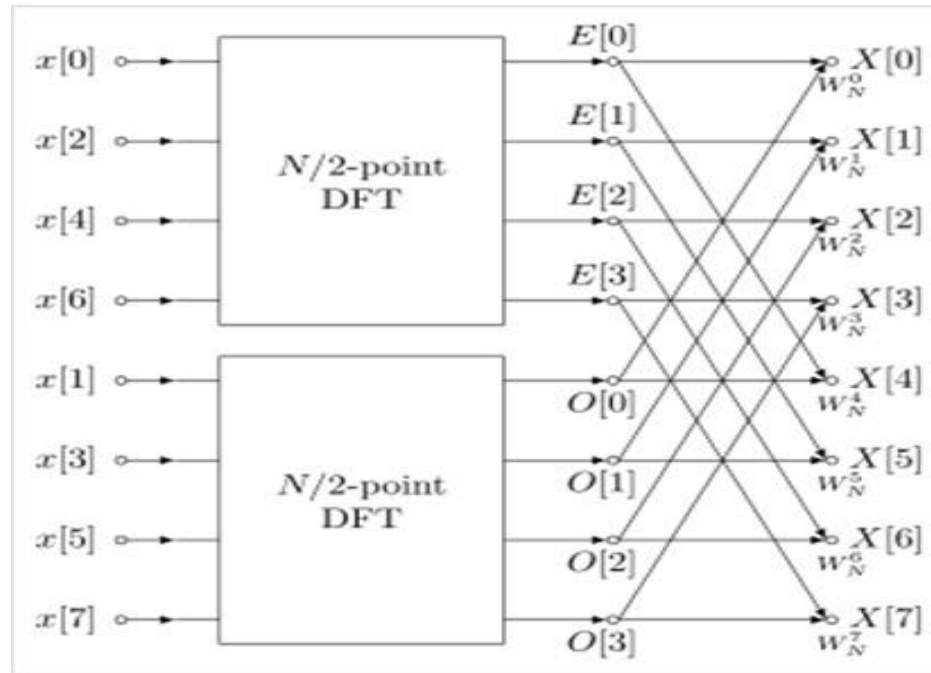 x[0] E[0] X[0]
W_N^0
x[2] E[1] X[1]
W_N^1
N/2-point
DFT
x[4] E[2] X[2]
W_N^2
x[6] E[3] X[3]
W_N^3
x[1] O[0] X[4]
W_N^4
x[3] O[1] X[5]
W_N^5
N/2-point
DFT
x[5] O[2] X[6]
W_N^6
x[7] O[3] X[7]
W_N^7